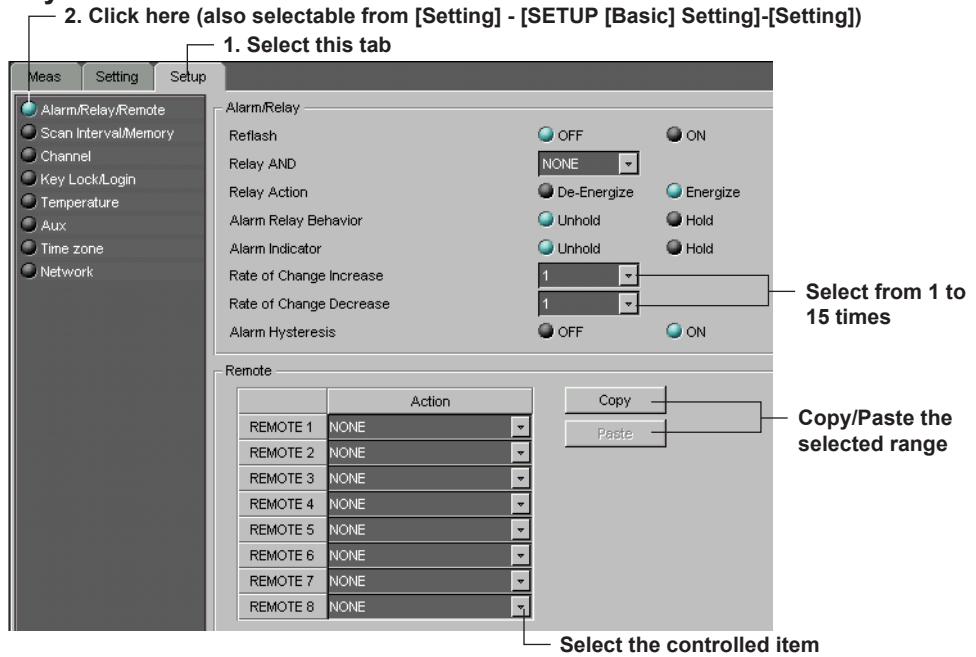 2. Click here (also selectable from [Setting] - [SETUP [Basic] Setting]-[Setting])
1. Select this tab
Meas Setting Setup
Alarm/Relay/Remote
Scan Interval/Memory
Channel
Key Lock/Login
Temperature
Aux
Time zone
Network
Alarm/Relay
Reflash OFF ON
Relay AND NONE
Relay Action De-Energize Energize
Alarm Relay Behavior Unhold Hold
Alarm Indicator Unhold Hold
Rate of Change Increase 1
Rate of Change Decrease 1
Alarm Hysteresis OFF ON
Select from 1 to
15 times
Remote
Action
REMOTE 1 NONE
REMOTE 2 NONE
REMOTE 3 NONE
REMOTE 4 NONE
REMOTE 5 NONE
REMOTE 6 NONE
REMOTE 7 NONE
REMOTE 8 NONE
Copy
Paste
Copy/Paste the
selected range
Select the controlled item